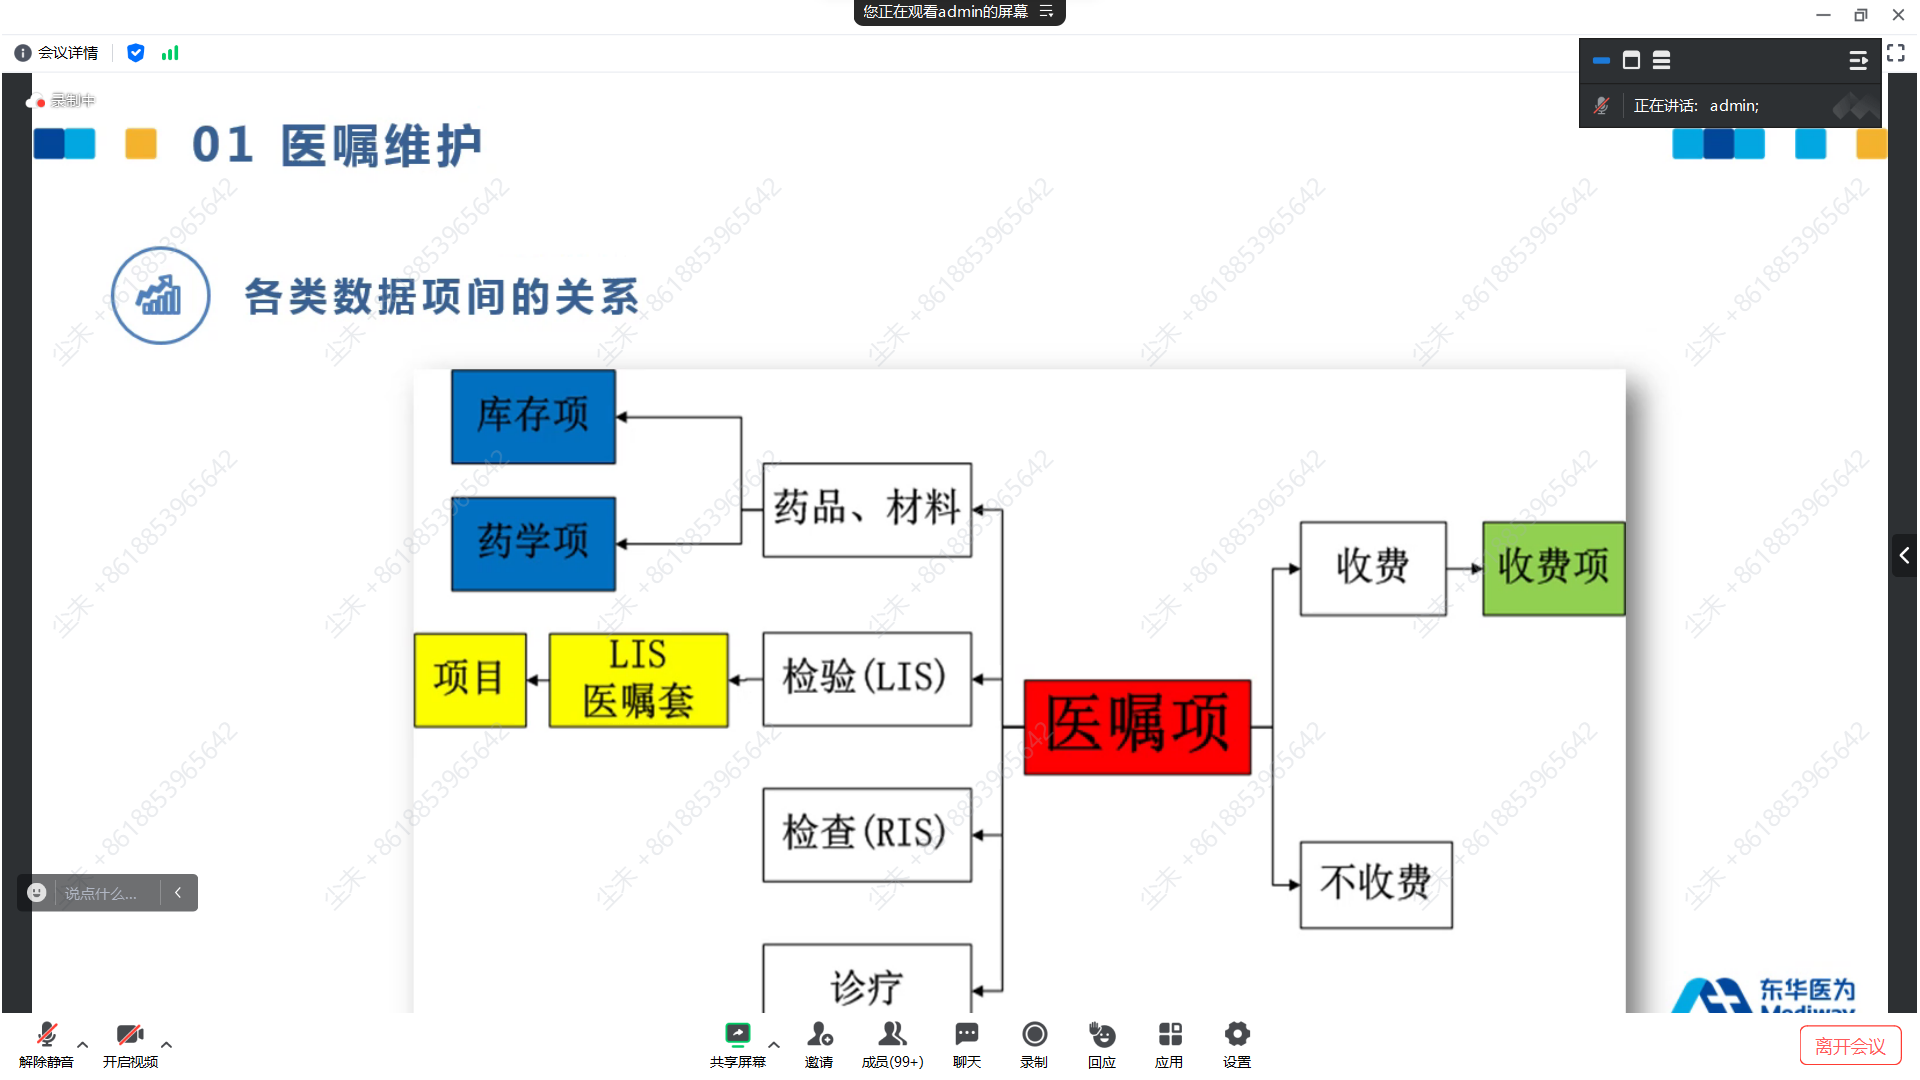 您正在观看admin的屏幕
会议详情
正在讲话: admin;
录制中
01 医嘱维护
各类数据项间的关系
库存项
药品、材料
药学项
收费
收费项
项目
LIS
医嘱套
检验(LIS)
医嘱项
检查(RIS)
不收费
诊疗
说点什么...
东华医为
Mediway
解除静音
开启视频
共享屏幕
邀请
成员(99+)
聊天
录制
回应
应用
设置
离开会议
尘未 +8618853965642